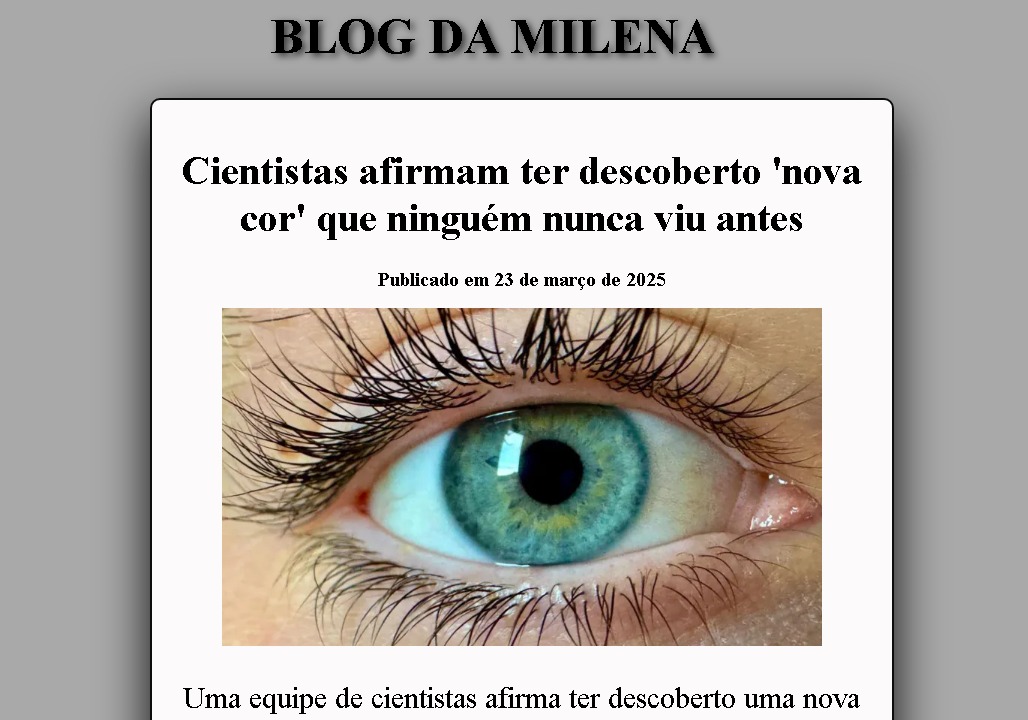 BLOG DA MILENA
Cientistas afirmam ter descoberto 'nova
cor' que ninguém nunca viu antes
Publicado em 23 de março de 2025
Uma equipe de cientistas afirma ter descoberto uma nova